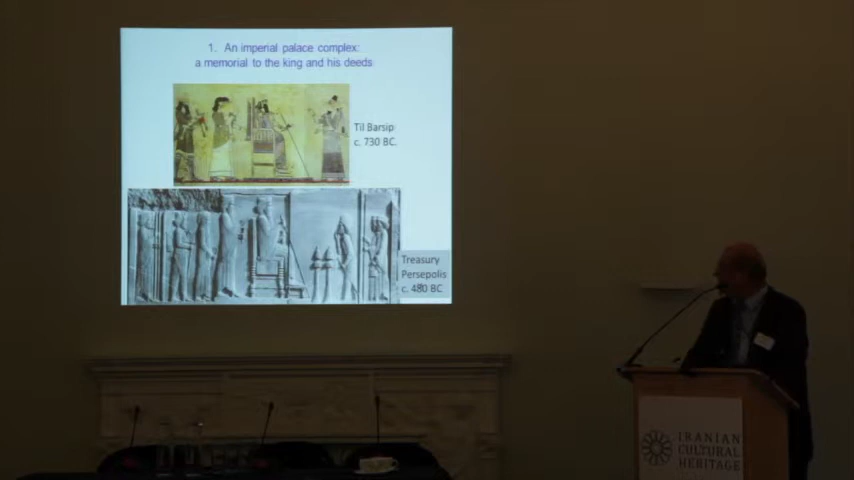 1. An imperial palace complex:
a memorial to the king and his deeds
Til Barsip
c. 730 BC.
Treasury
Persepolis
c. 480 BC
IRANIAN
CULTURAL
HERITAGE